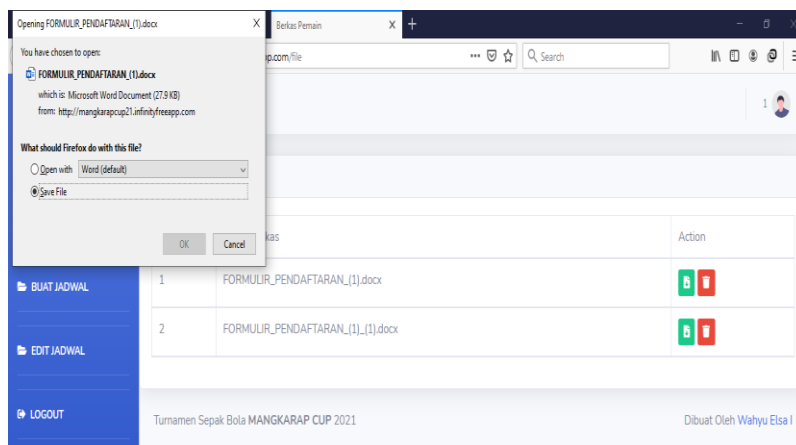 Opening FORMULIR_PENDAFTARAN_(1).docx
You have chosen to open:
FORMULIR_PENDAFTARAN_(1).docx
which is: Microsoft Word Document (27.9 KB)
from: http://mangkarapcup21.infinityfreeapp.com
What should Firefox do with this file?
Open with Word (default)
Save File
OK Cancel
Berkas Pemain
pp.com/file
Search
1
kas Action
1 FORMULIR_PENDAFTARAN_(1).docx
2 FORMULIR_PENDAFTARAN_(1)_(1).docx
BUAT JADWAL
EDIT JADWAL
LOGOUT
Turnamen Sepak Bola MANGKARAP CUP 2021 Dibuat Oleh Wahyu Elsa I